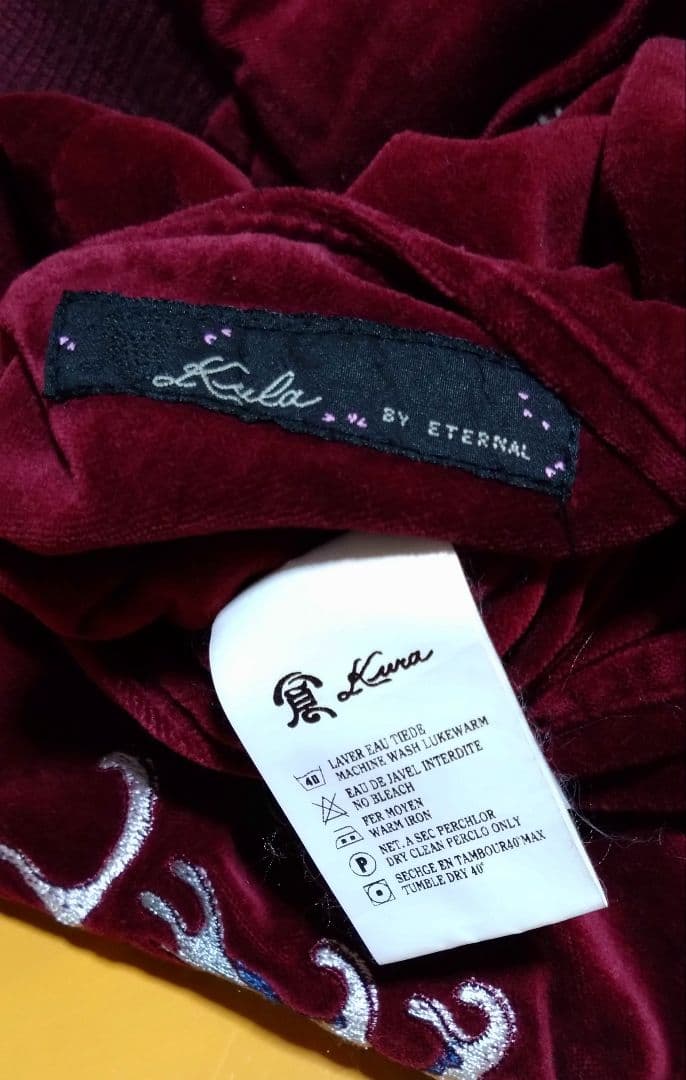 Kula BY ETERNAL
Kura
40 LAVER EAU TIEDE
MACHINE WASH LUKEWARM
EAU DE JAVEL INTERDITE
NO BLEACH
FER MOYEN
WARM IRON
P NET. A SEC PERCHLOR
DRY CLEAN PERCLO ONLY
SECHGE EN TAMBOUR40°MAX
TUMBLE DRY 40°